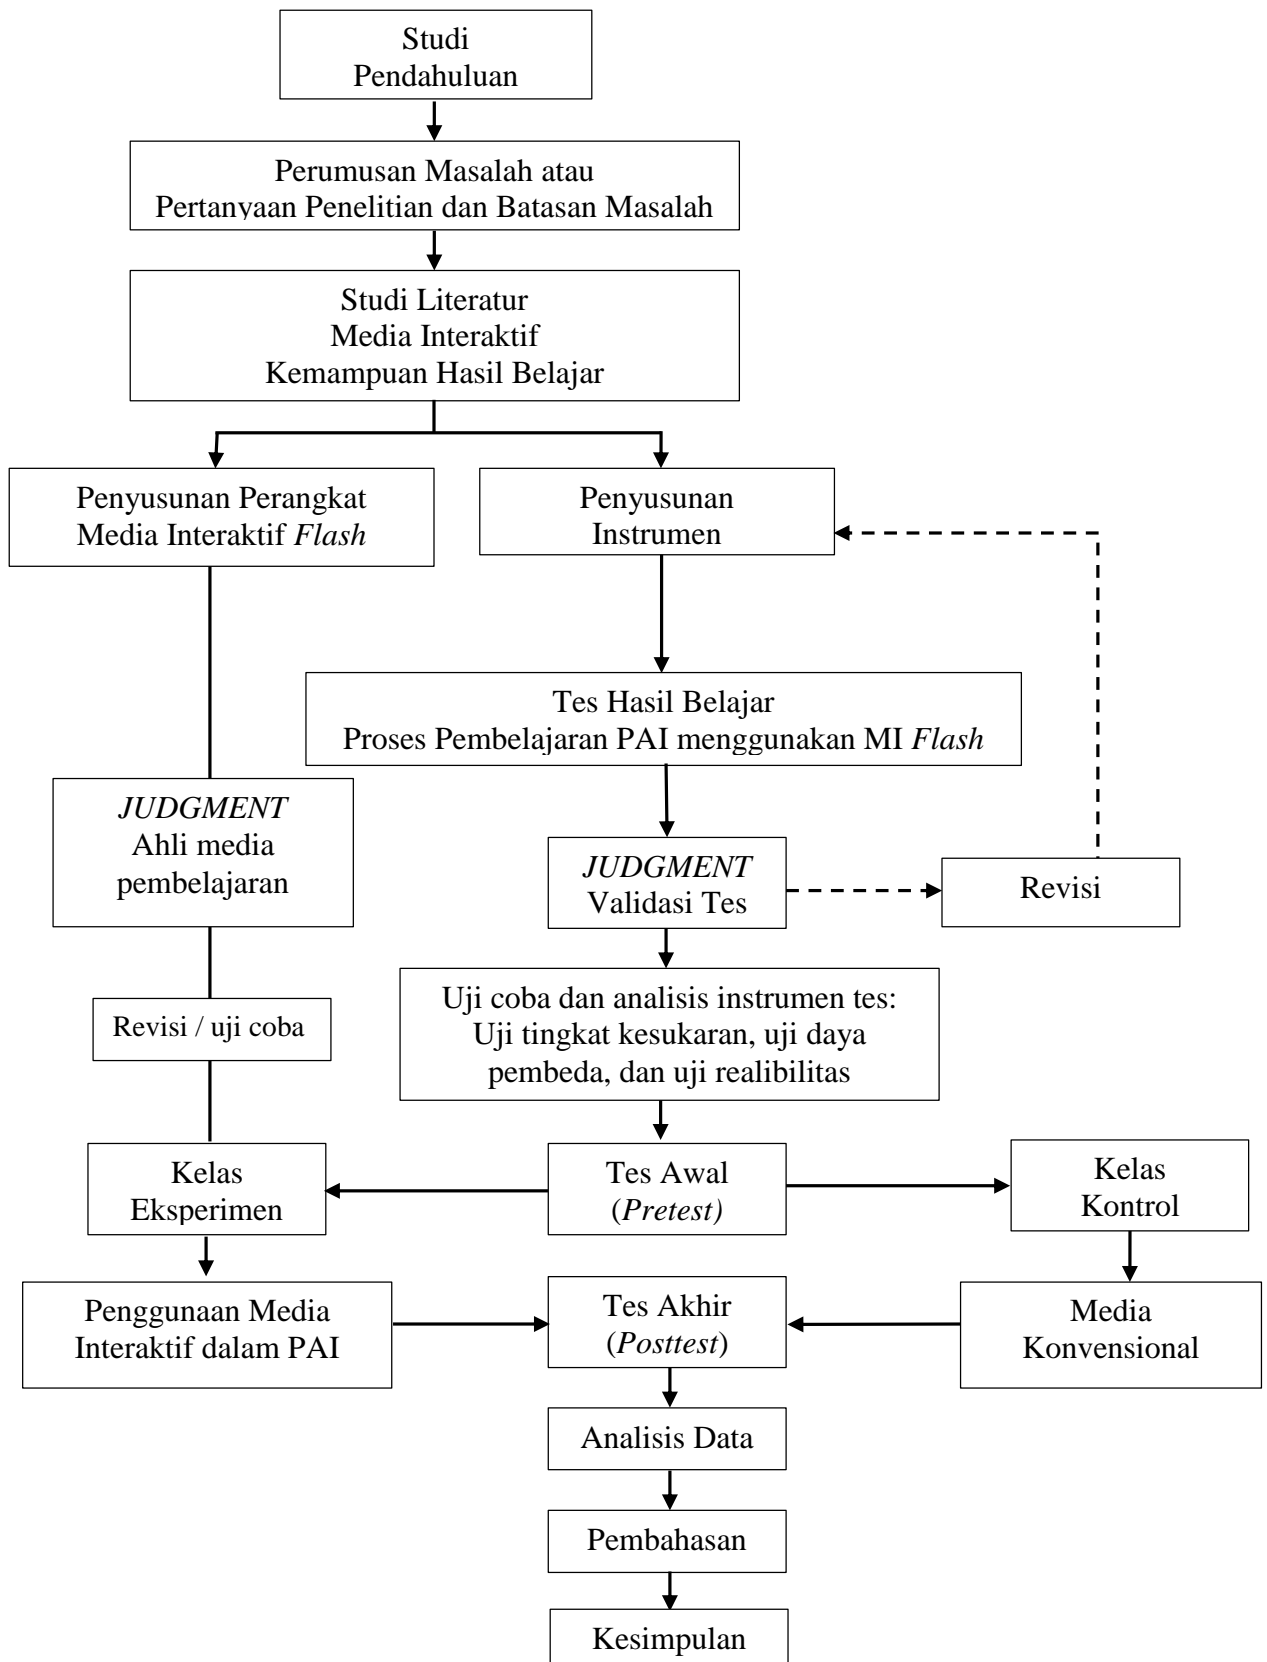 Studi
Pendahuluan
Perumusan Masalah atau
Pertanyaan Penelitian dan Batasan Masalah
Studi Literatur
Media Interaktif
Kemampuan Hasil Belajar
Penyusunan Perangkat
Media Interaktif Flash
Penyusunan
Instrumen
Tes Hasil Belajar
Proses Pembelajaran PAI menggunakan MI Flash
JUDGMENT
Ahli media
pembelajaran
JUDGMENT
Validasi Tes
Revisi
Revisi / uji coba
Uji coba dan analisis instrumen tes:
Uji tingkat kesukaran, uji daya
pembeda, dan uji realibilitas
Kelas
Eksperimen
Tes Awal
(Pretest)
Kelas
Kontrol
Penggunaan Media
Interaktif dalam PAI
Tes Akhir
(Posttest)
Media
Konvensional
Analisis Data
Pembahasan
Kesimpulan